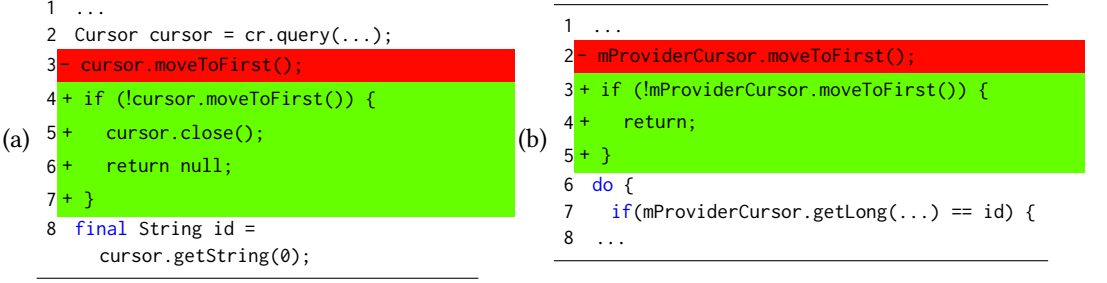 (a)
1 ...
2 Cursor cursor = cr.query(...);
3 - cursor.moveToFirst();
4 + if (!cursor.moveToFirst()) {
5 +   cursor.close();
6 +   return null;
7 + }
8 final String id =
cursor.getString(0);
(b)
1 ...
2 - mProviderCursor.moveToFirst();
3 + if (!mProviderCursor.moveToFirst()) {
4 +   return;
5 + }
6 do {
7   if(mProviderCursor.getLong(...) == id) {
8 ...